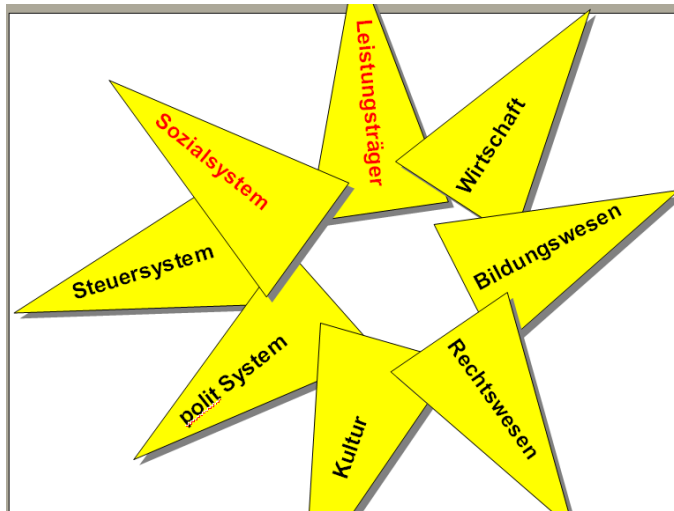 Leistungsträger
Wirtschaft
Bildungswesen
Rechtswesen
Kultur
polit System
Steuersystem
Sozialsystem